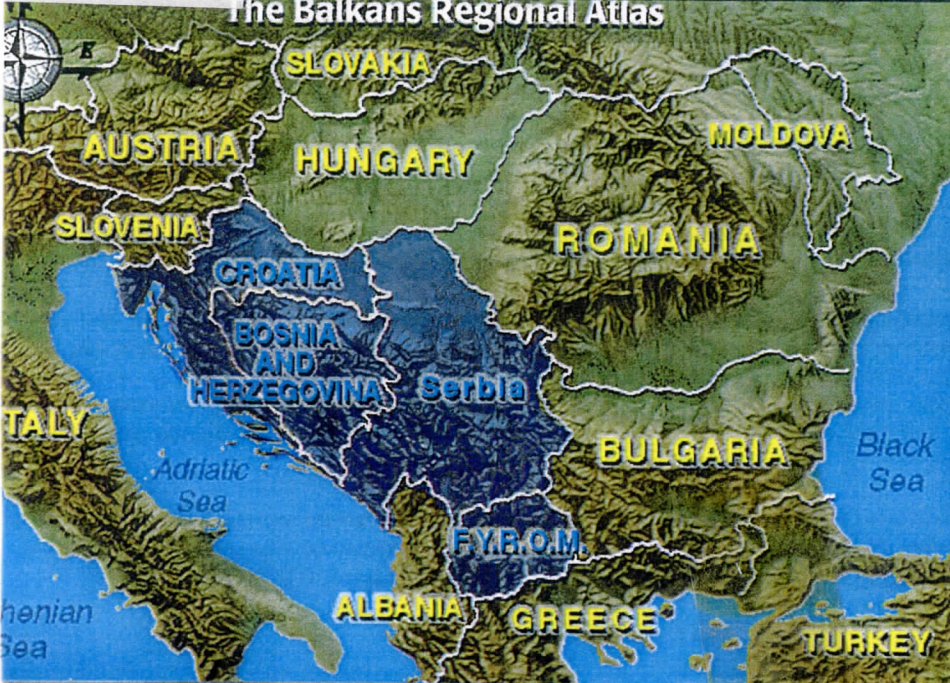 The Balkans Regional Atlas
E
SLOVAKIA
AUSTRIA
HUNGARY
MOLDOVA
SLOVENIA
ROMANIA
CROATIA
BOSNIA
AND
HERZEGOVINA
Serbia
TALY
BULGARIA
Black
Sea
Adriatic
Sea
F.Y.R.O.M.
henian
Sea
ALBANIA
GREECE
TURKEY